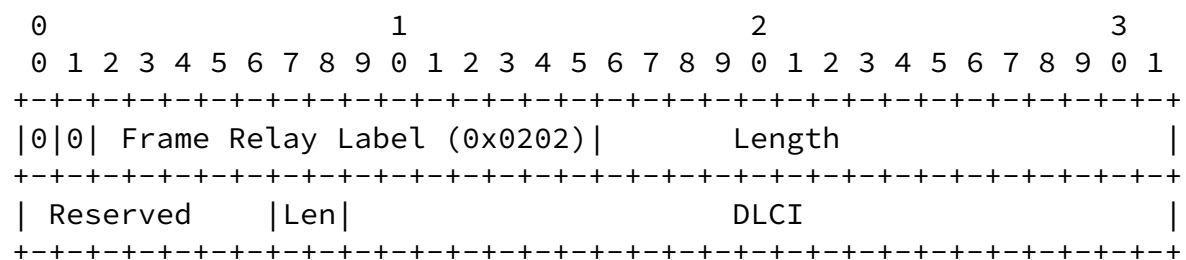 0                   1                   2                   3
 0 1 2 3 4 5 6 7 8 9 0 1 2 3 4 5 6 7 8 9 0 1 2 3 4 5 6 7 8 9 0 1
+-+-+-+-+-+-+-+-+-+-+-+-+-+-+-+-+-+-+-+-+-+-+-+-+-+-+-+-+-+-+-+-+
|0|0| Frame Relay Label (0x0202)|       Length                  |
+-+-+-+-+-+-+-+-+-+-+-+-+-+-+-+-+-+-+-+-+-+-+-+-+-+-+-+-+-+-+-+-+
| Reserved    |Len|                     DLCI                    |
+-+-+-+-+-+-+-+-+-+-+-+-+-+-+-+-+-+-+-+-+-+-+-+-+-+-+-+-+-+-+-+-+